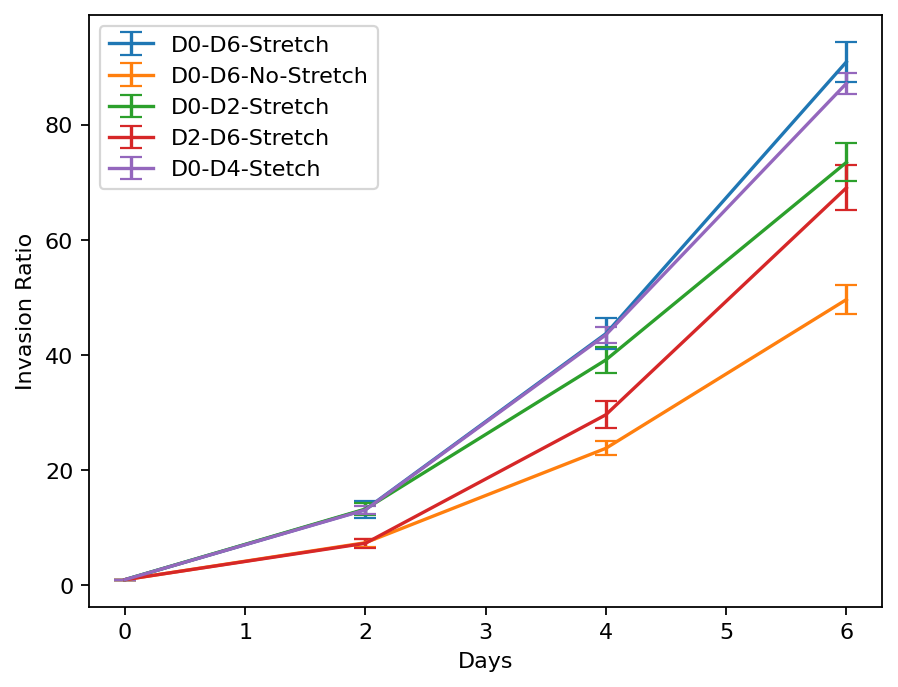 D0-D6-Stretch
D0-D6-No-Stretch
D0-D2-Stretch
D2-D6-Stretch
D0-D4-Stetch
80
60
40
20
0
Invasion Ratio
0 1 2 3 4 5 6
Days